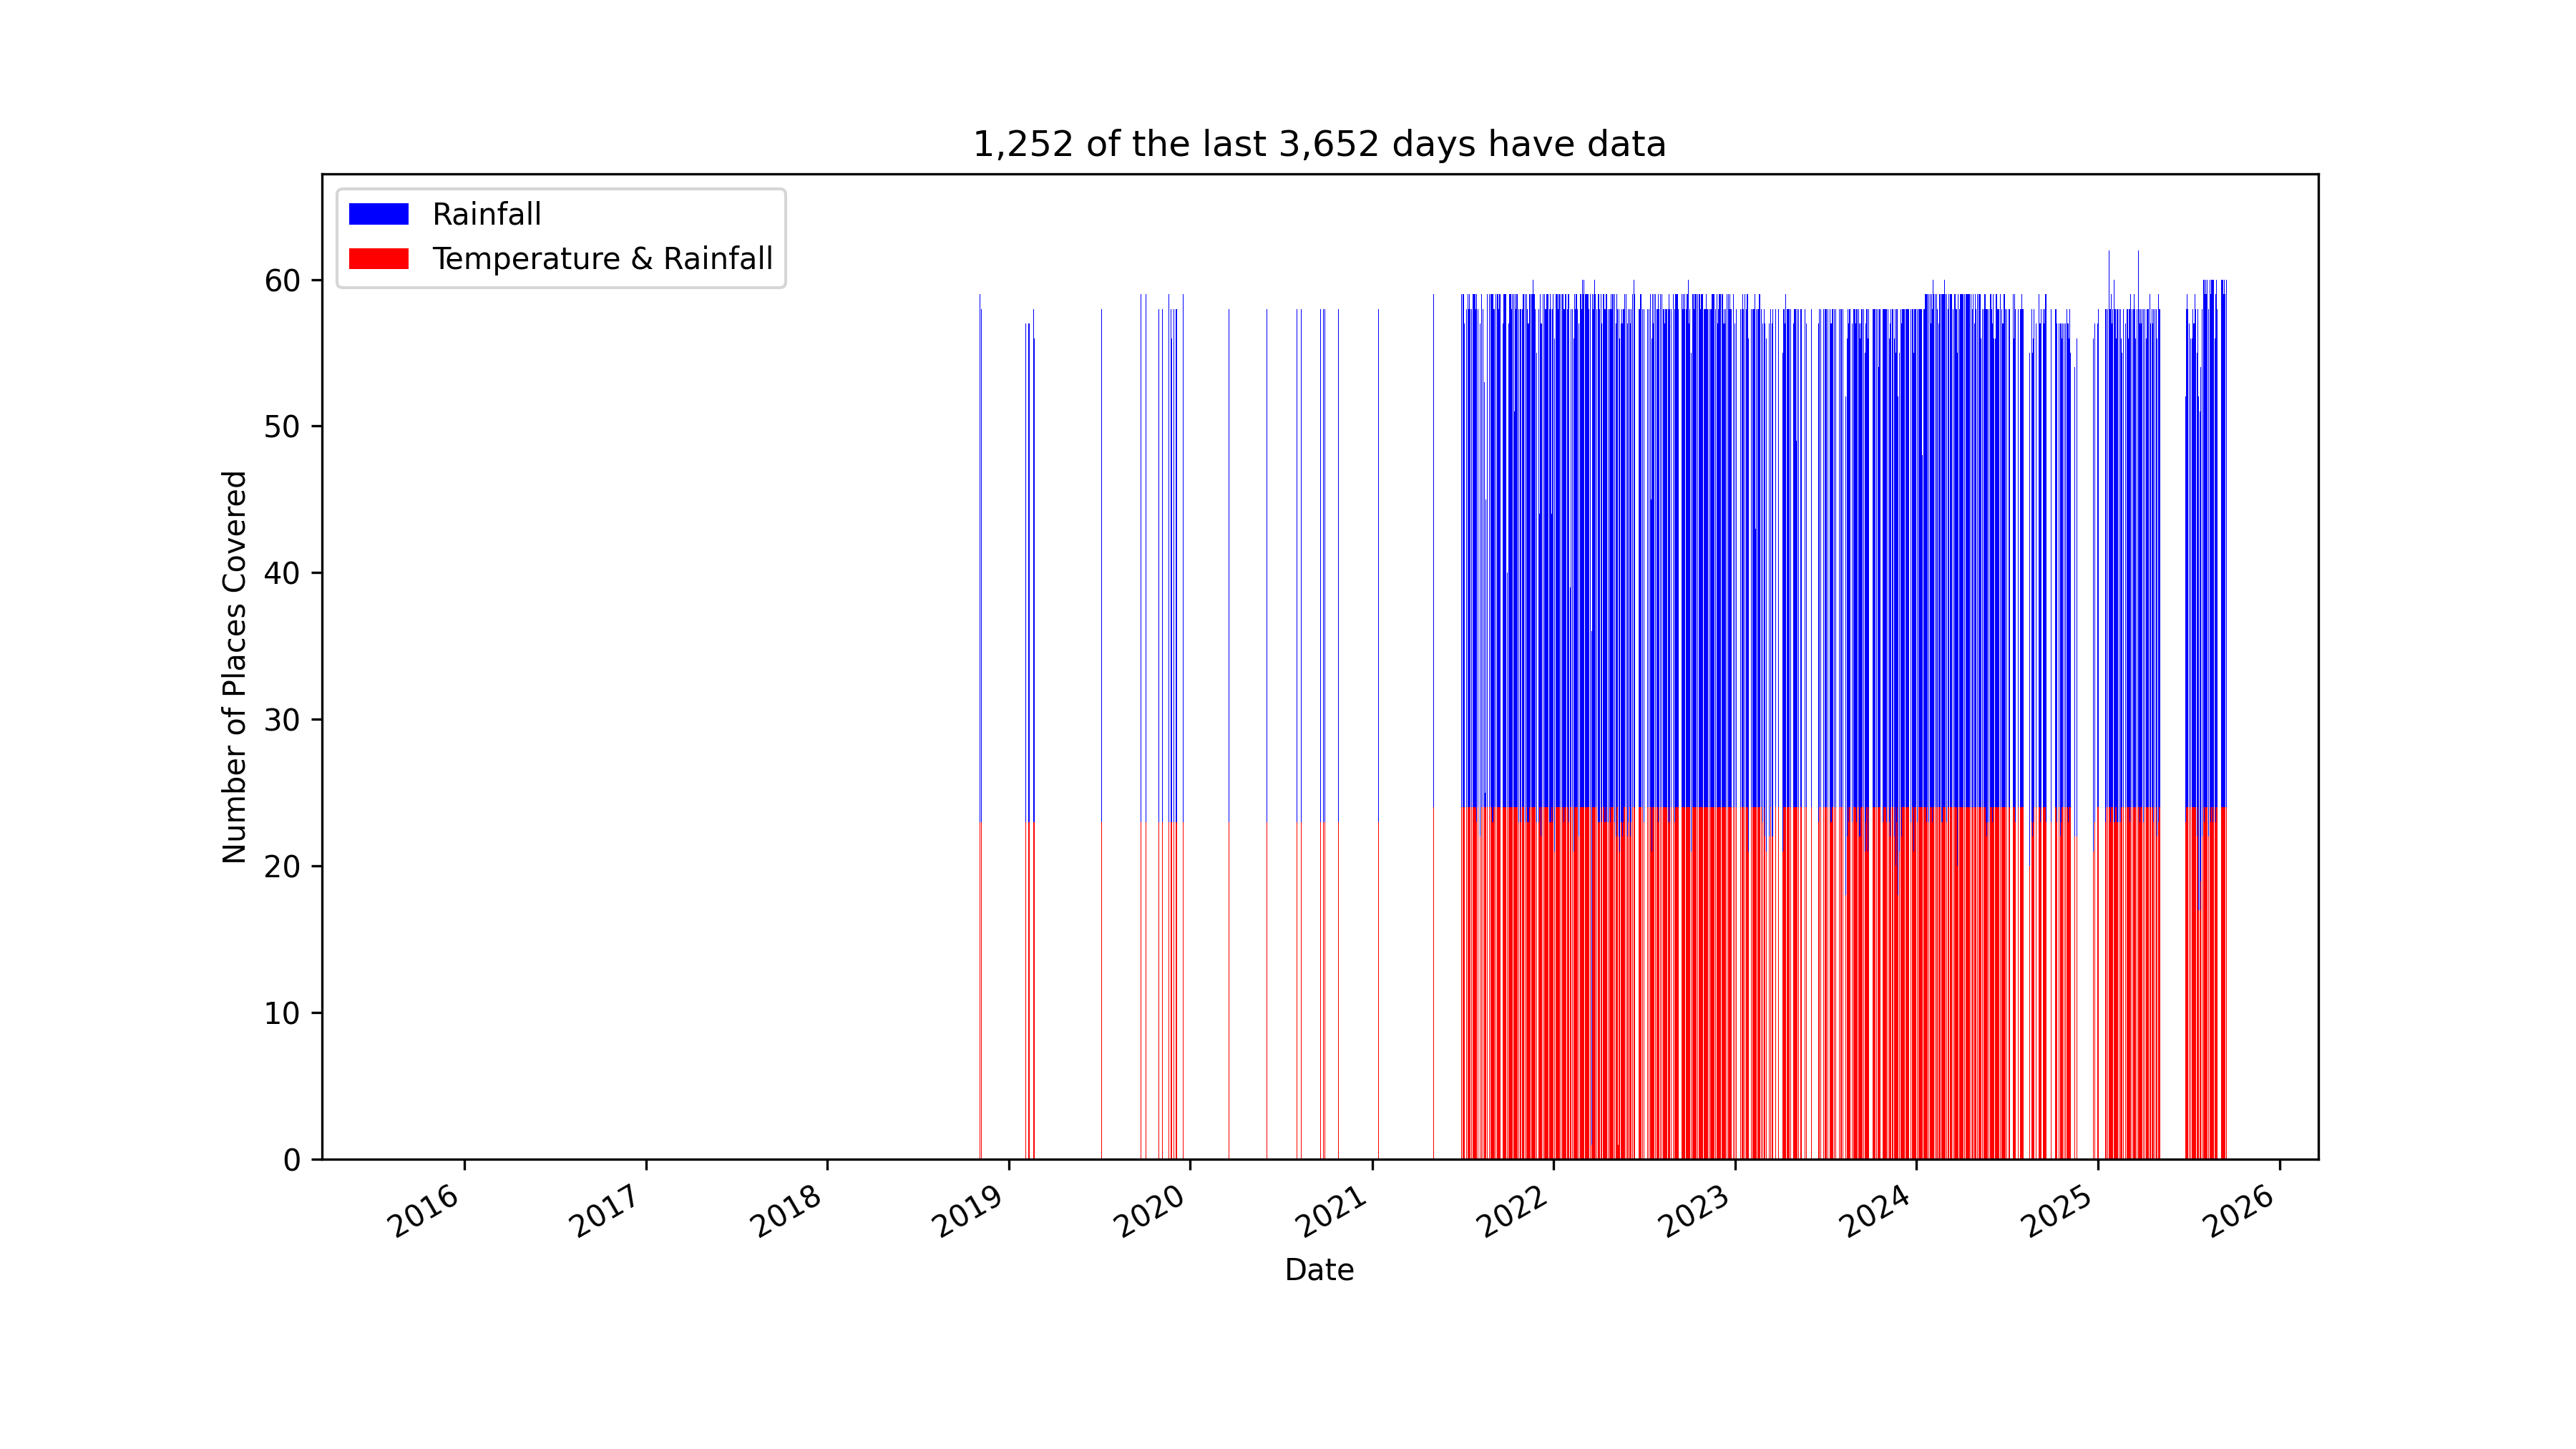 1,252 of the last 3,652 days have data
Rainfall
Temperature & Rainfall
60
50
40
30
20
10
0
Number of Places Covered
2016 2017 2018 2019 2020 2021 2022 2023 2024 2025 2026
Date